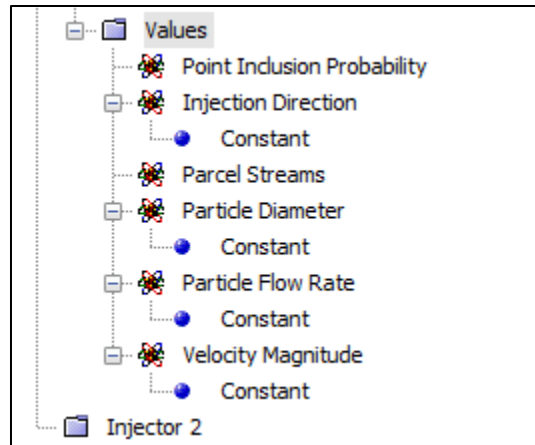 Values
Point Inclusion Probability
Injection Direction
Constant
Parcel Streams
Particle Diameter
Constant
Particle Flow Rate
Constant
Velocity Magnitude
Constant
Injector 2